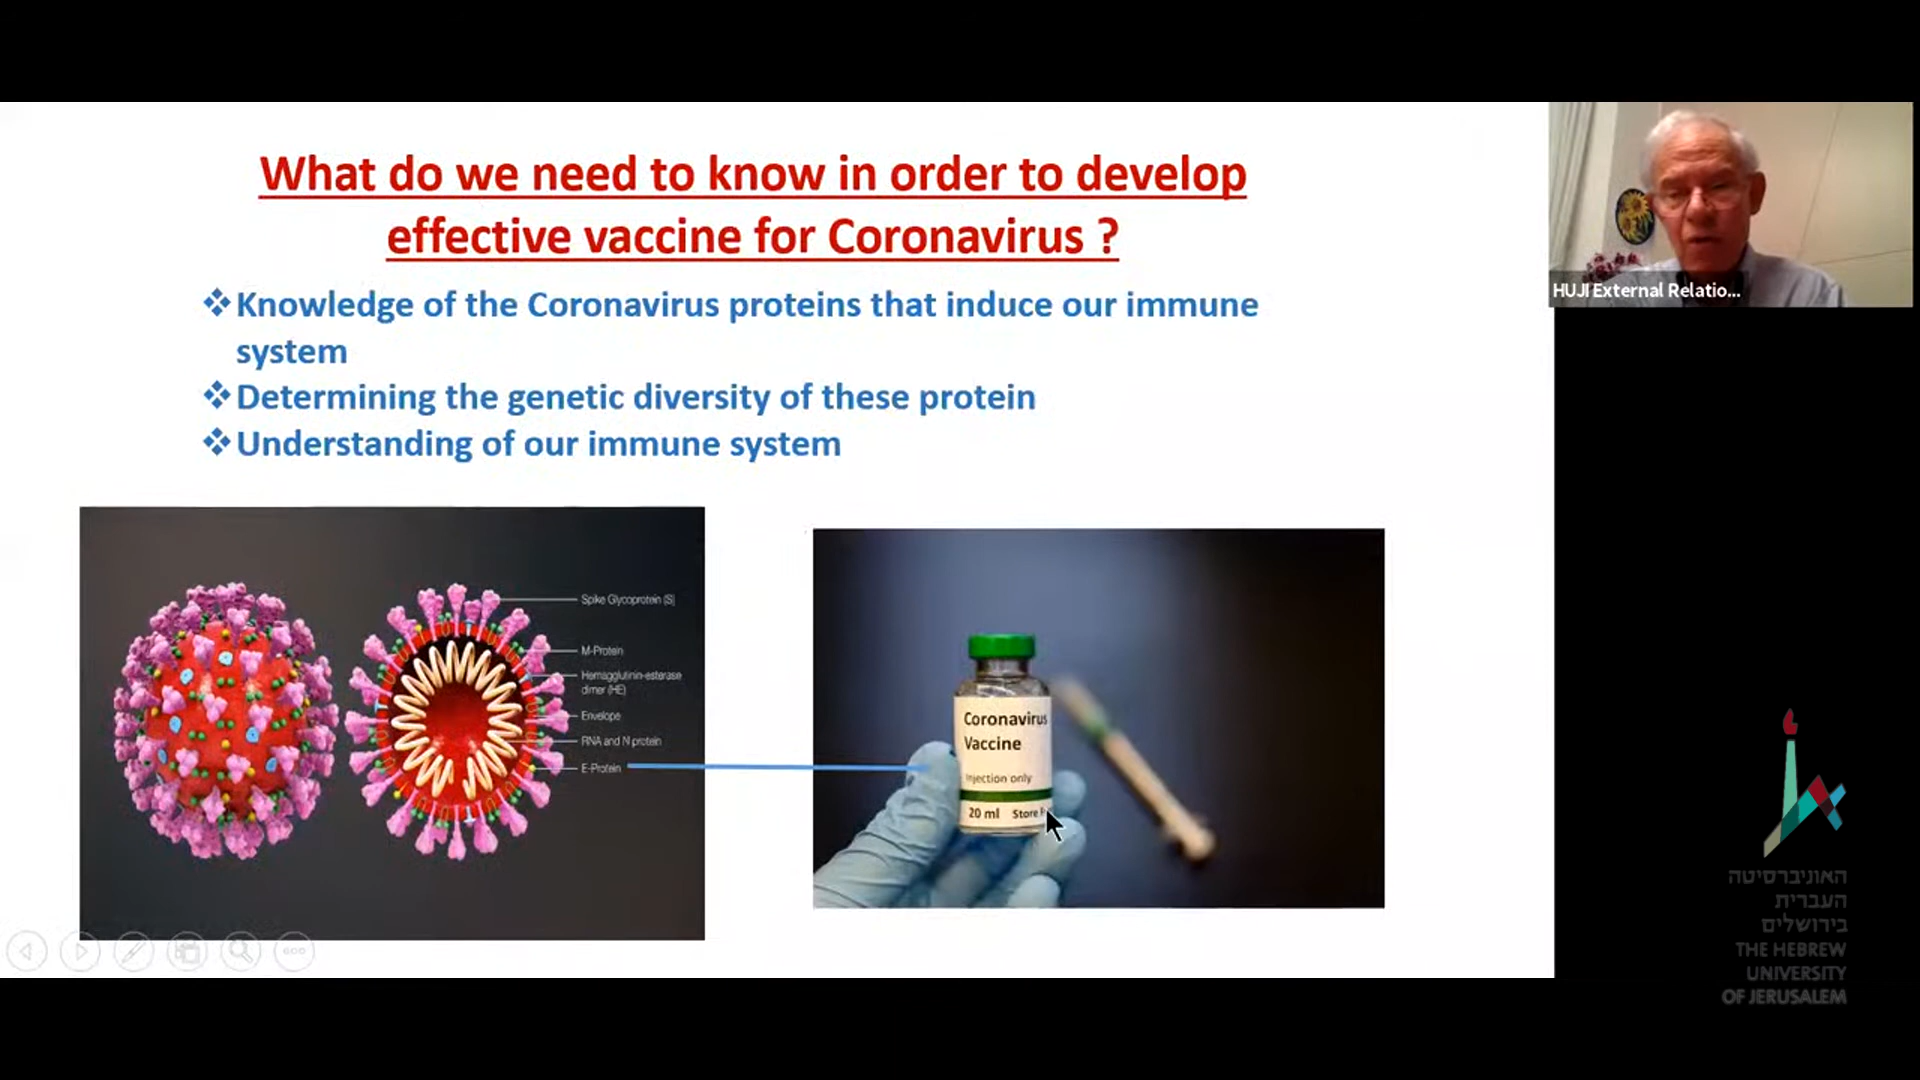 What do we need to know in order to develop
effective vaccine for Coronavirus ?
Knowledge of the Coronavirus proteins that induce our immune
system
Determining the genetic diversity of these protein
Understanding of our immune system
Spike Glycoprotein (S)
M-Protein
Hemagglutinin-esterase
dimer (HE)
Envelope
RNA and N protein
E-Protein
Coronavirus
Vaccine
Injection only
20 ml Store
HUJI External Relatio...
האוניברסיטה
העברית
בירושלים
THE HEBREW
UNIVERSITY
OF JERUSALEM